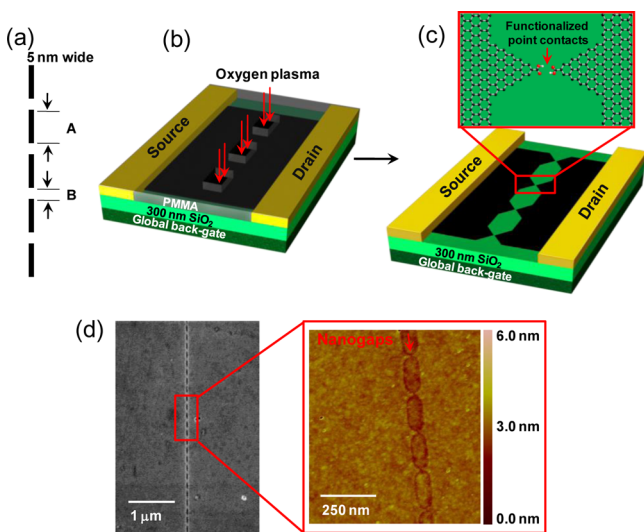 (a)
5 nm wide
A
B
(b)
Oxygen plasma
Source
Drain
PMMA
300 nm SiO₂
Global back-gate
(c)
Functionalized
point contacts
Source
Drain
300 nm SiO₂
Global back-gate
(d)
1 μm
Nanogaps
250 nm
6.0 nm
3.0 nm
0.0 nm